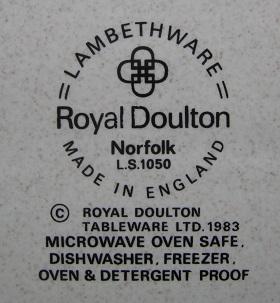 =LAMBETHWARE=
Royal Doulton
Norfolk
L.S.1050
MADE IN ENGLAND
© ROYAL DOULTON
TABLEWARE LTD.1983
MICROWAVE OVEN SAFE,
DISHWASHER, FREEZER,
OVEN & DETERGENT PROOF